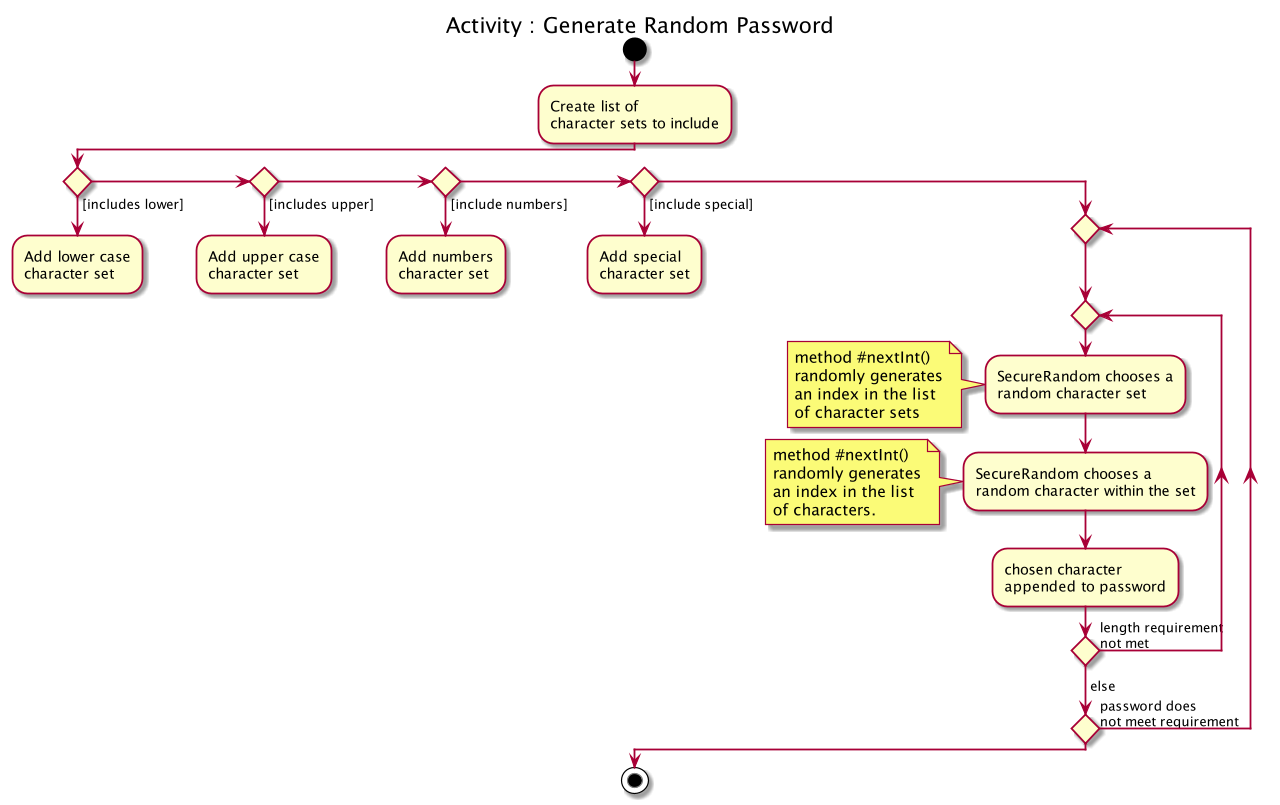 Activity : Generate Random Password
Create list of
character sets to include
[includes lower]
[includes upper]
[include numbers]
[include special]
Add lower case
character set
Add upper case
character set
Add numbers
character set
Add special
character set
method #nextInt()
randomly generates
an index in the list
of character sets
SecureRandom chooses a
random character set
method #nextInt()
randomly generates
an index in the list
of characters.
SecureRandom chooses a
random character within the set
chosen character
appended to password
length requirement
not met
else
password does
not meet requirement